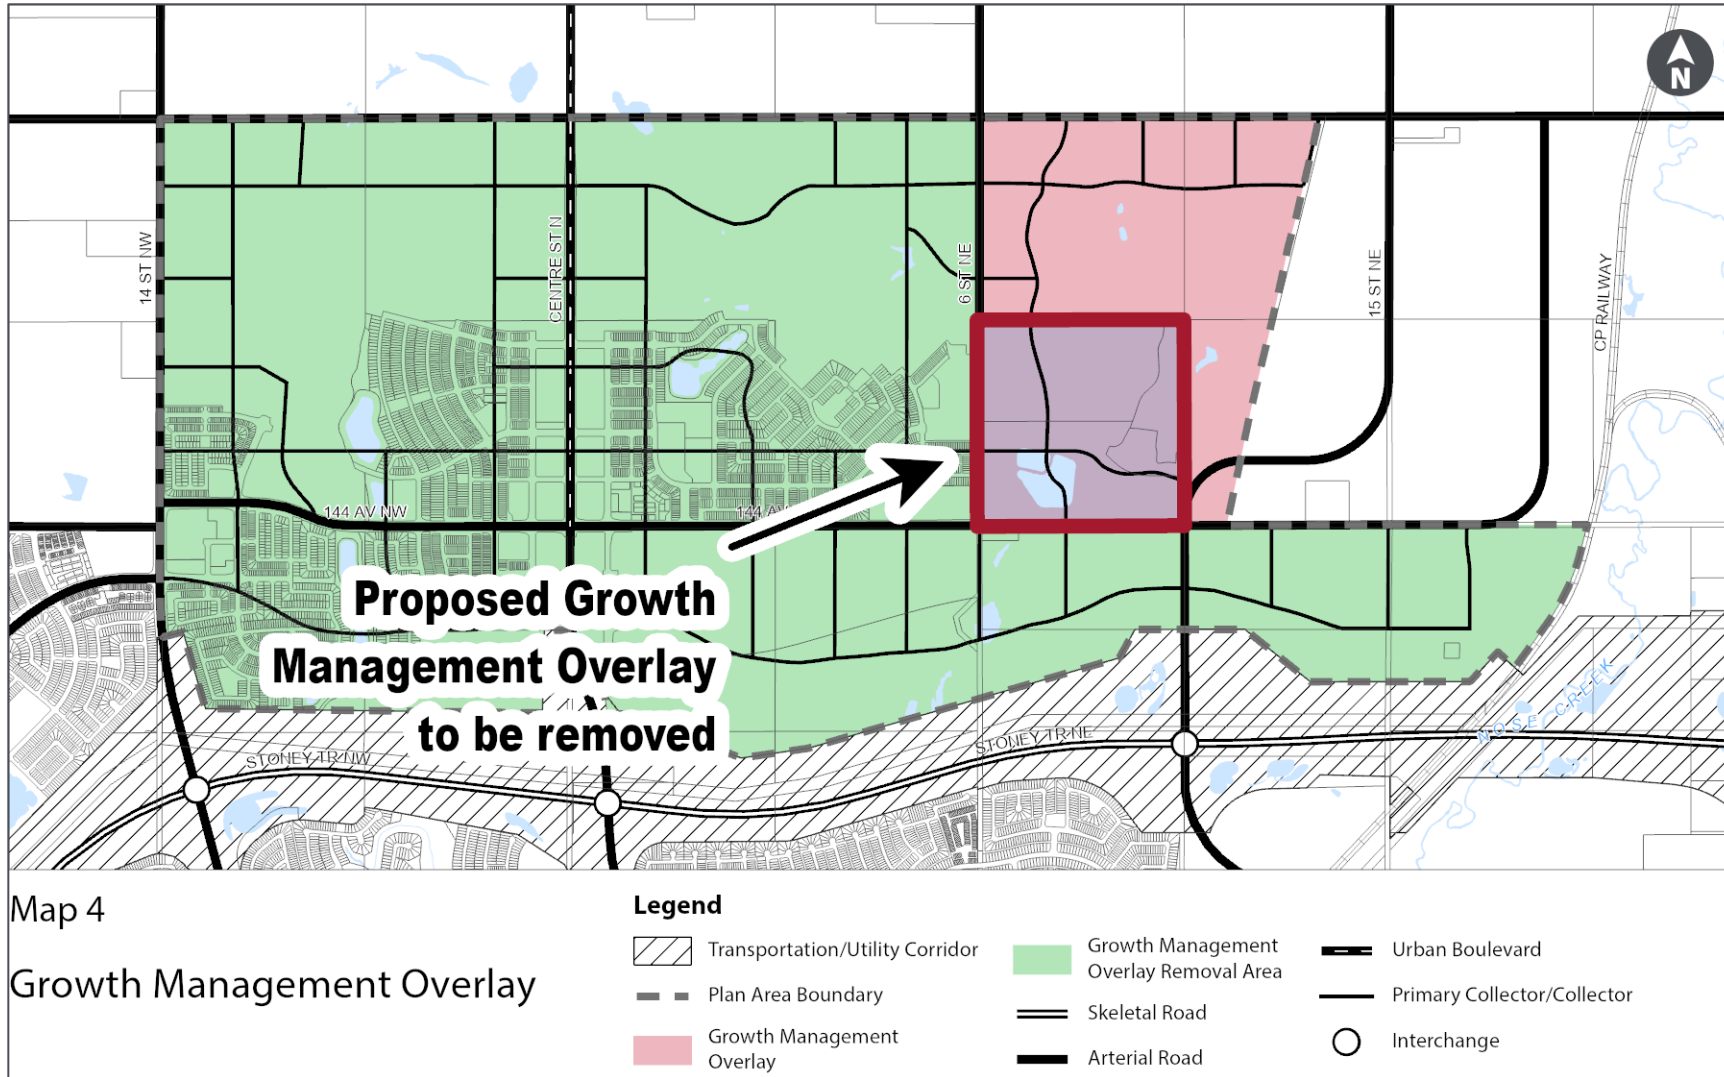 N
14 ST NW
CENTRE ST N
6 ST NE
15 ST NE
CP RAILWAY
144 AV NW
144 AV
Proposed Growth
Management Overlay
to be removed
STONEY TR NW
STONEY TR NE
NOSE CREEK
Map 4
Growth Management Overlay
Legend
Transportation/Utility Corridor
Plan Area Boundary
Growth Management
Overlay
Growth Management
Overlay Removal Area
Skeletal Road
Arterial Road
Urban Boulevard
Primary Collector/Collector
Interchange